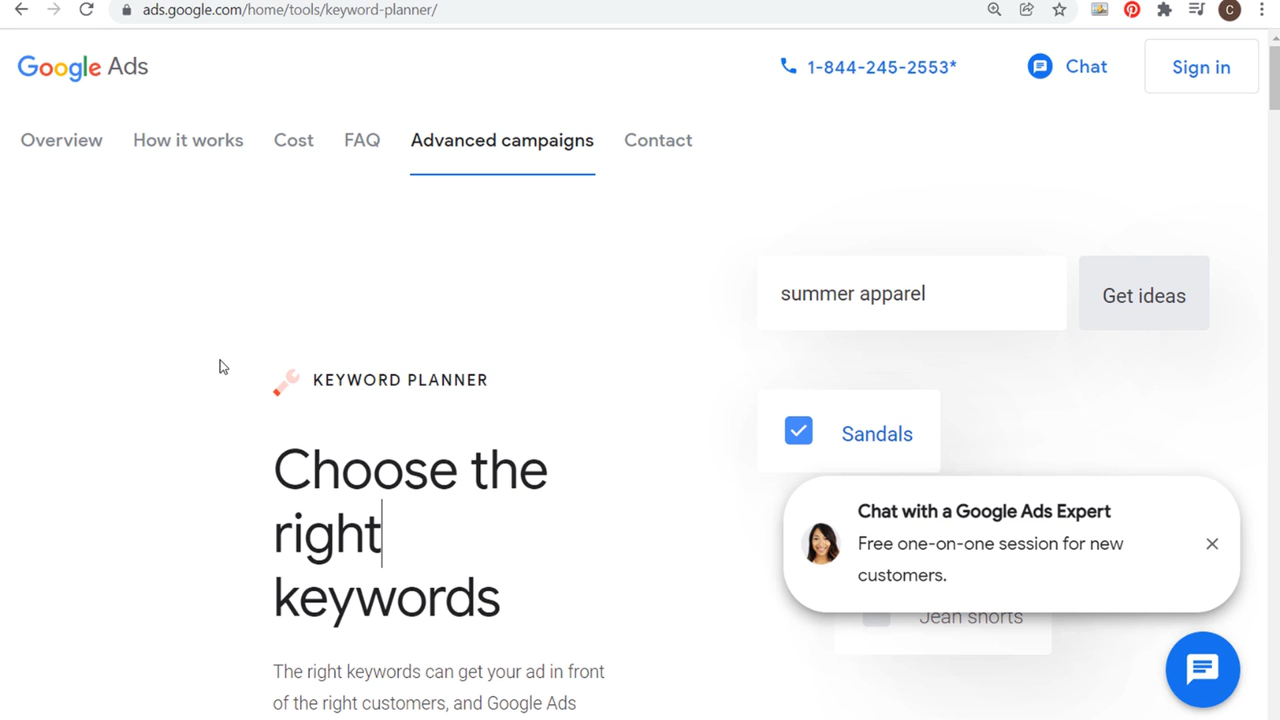 ads.google.com/home/tools/keyword-planner/
C
Google Ads
1-844-245-2553*
Chat
Sign in
Overview
How it works
Cost
FAQ
Advanced campaigns
Contact
summer apparel
Get ideas
KEYWORD PLANNER
Sandals
Choose the
right
keywords
Chat with a Google Ads Expert
Free one-on-one session for new
customers.
Jean shorts
The right keywords can get your ad in front
of the right customers, and Google Ads